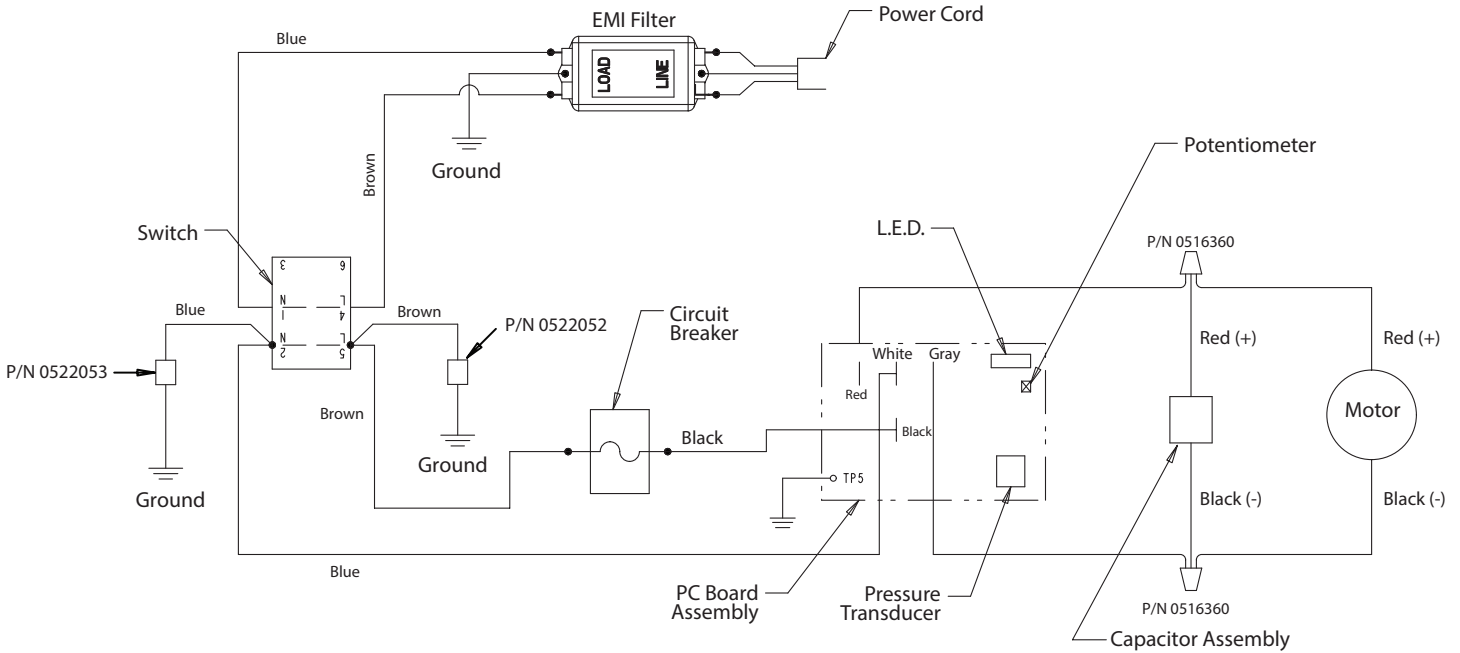 Power Cord
EMI Filter
Blue
LOAD
LINE
Ground
Brown
Potentiometer
Switch
L.E.D.
P/N 0516360
3
6
N
L
1
4
Blue
Brown
N
L
2
5
P/N 0522052
Circuit
Breaker
P/N 0522053
White
Gray
Red (+)
Red (+)
Red
Brown
Motor
Black
Black
Ground
TP5
Ground
Black (-)
Black (-)
Blue
PC Board
Assembly
Pressure
Transducer
P/N 0516360
Capacitor Assembly